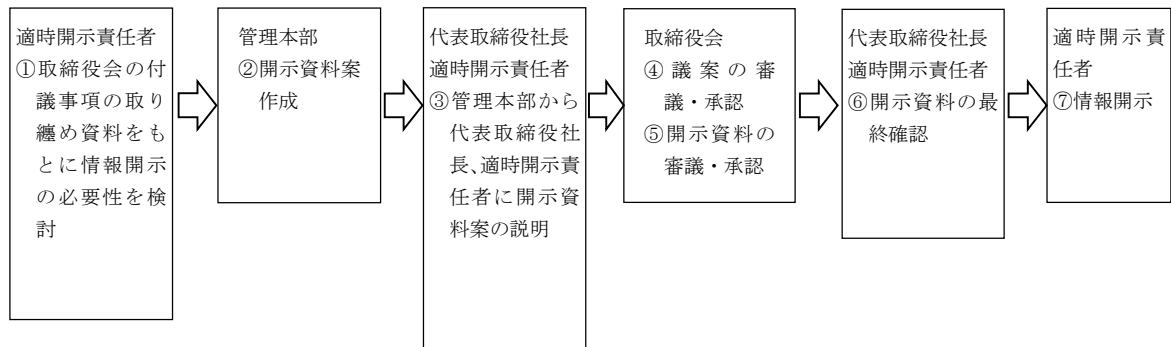 適時開示責任者
①取締役会の付
議事項の取り
纏め資料をも
とに情報開示
の必要性を検
討
管理本部
②開示資料案
作成
代表取締役社長
適時開示責任者
③管理本部から
代表取締役社
長、適時開示責
任者に開示資
料案の説明
取締役会
④議案の審
議・承認
⑤開示資料の
審議・承認
代表取締役社長
適時開示責任者
⑥開示資料の最
終確認
適時開示責
任者
⑦情報開示